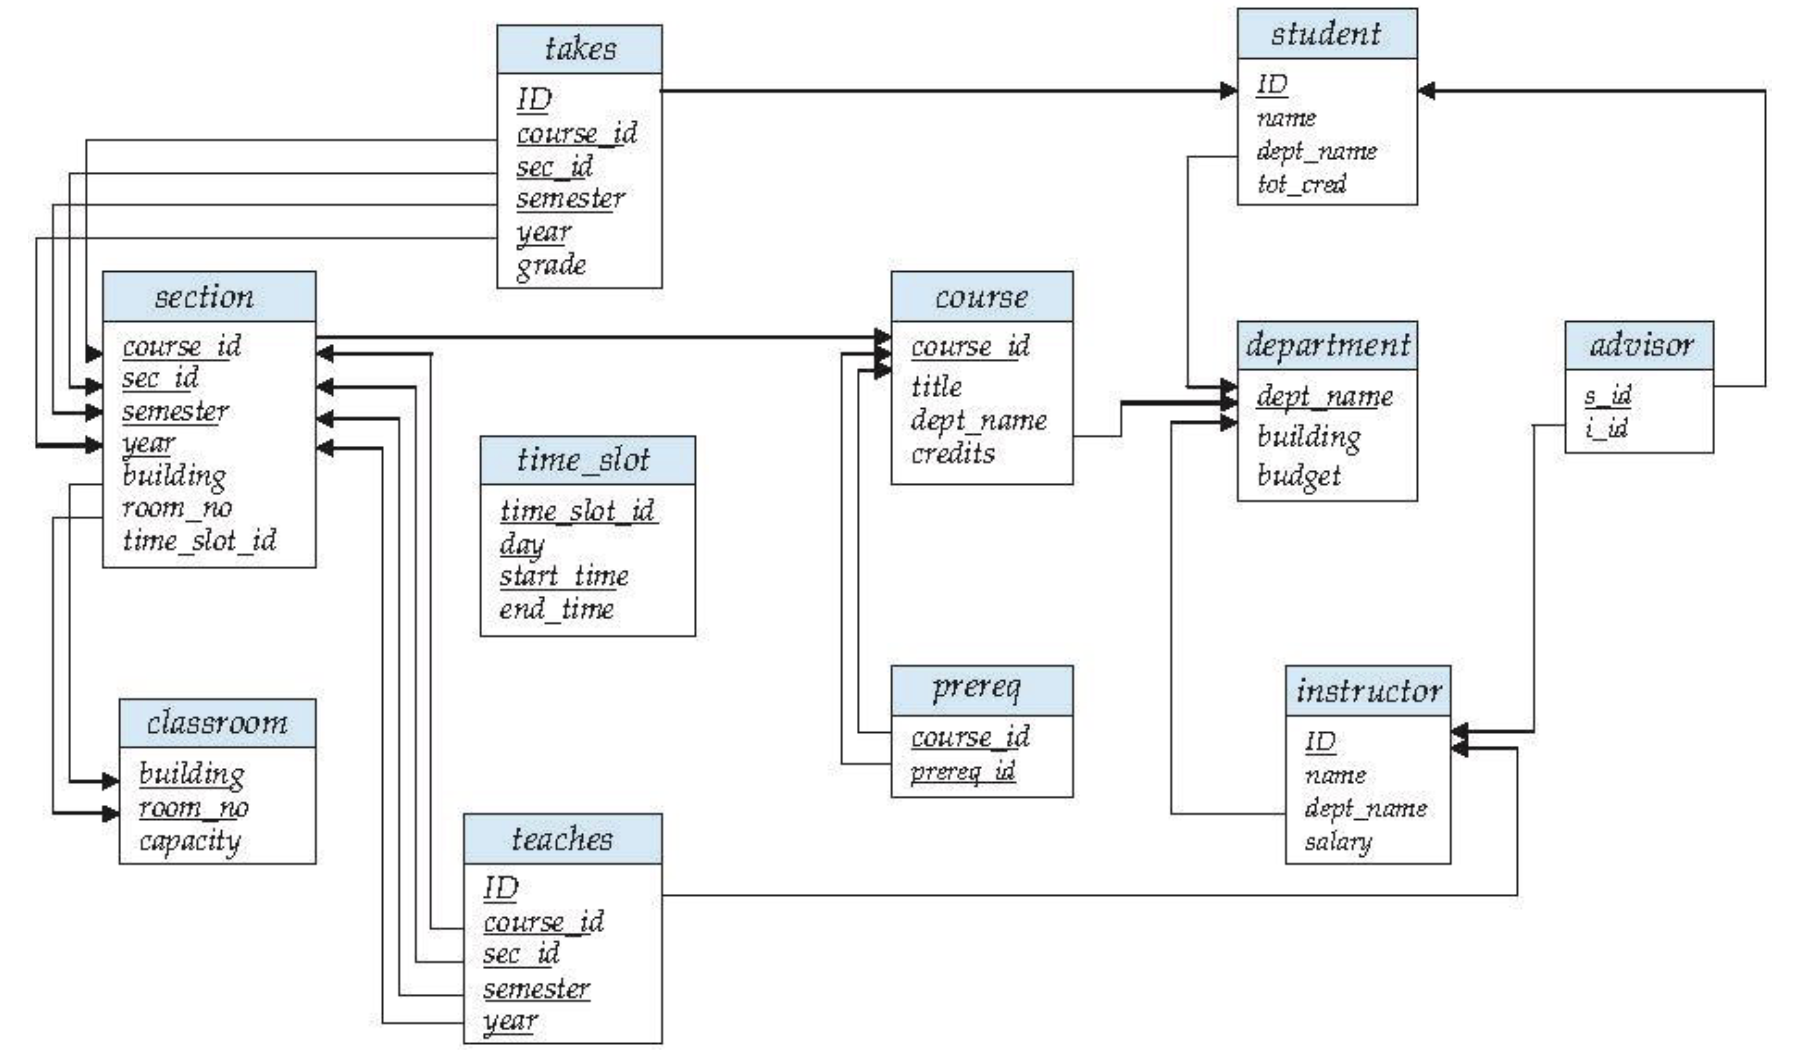 takes
ID
course_id
sec_id
semester
year
grade
student
ID
name
dept_name
tot_cred
section
course_id
sec_id
semester
year
building
room_no
time_slot_id
course
course_id
title
dept_name
credits
department
dept_name
building
budget
advisor
s_id
i_id
time_slot
time_slot_id
day
start_time
end_time
prereq
course_id
prereq_id
instructor
ID
name
dept_name
salary
classroom
building
room_no
capacity
teaches
ID
course_id
sec_id
semester
year